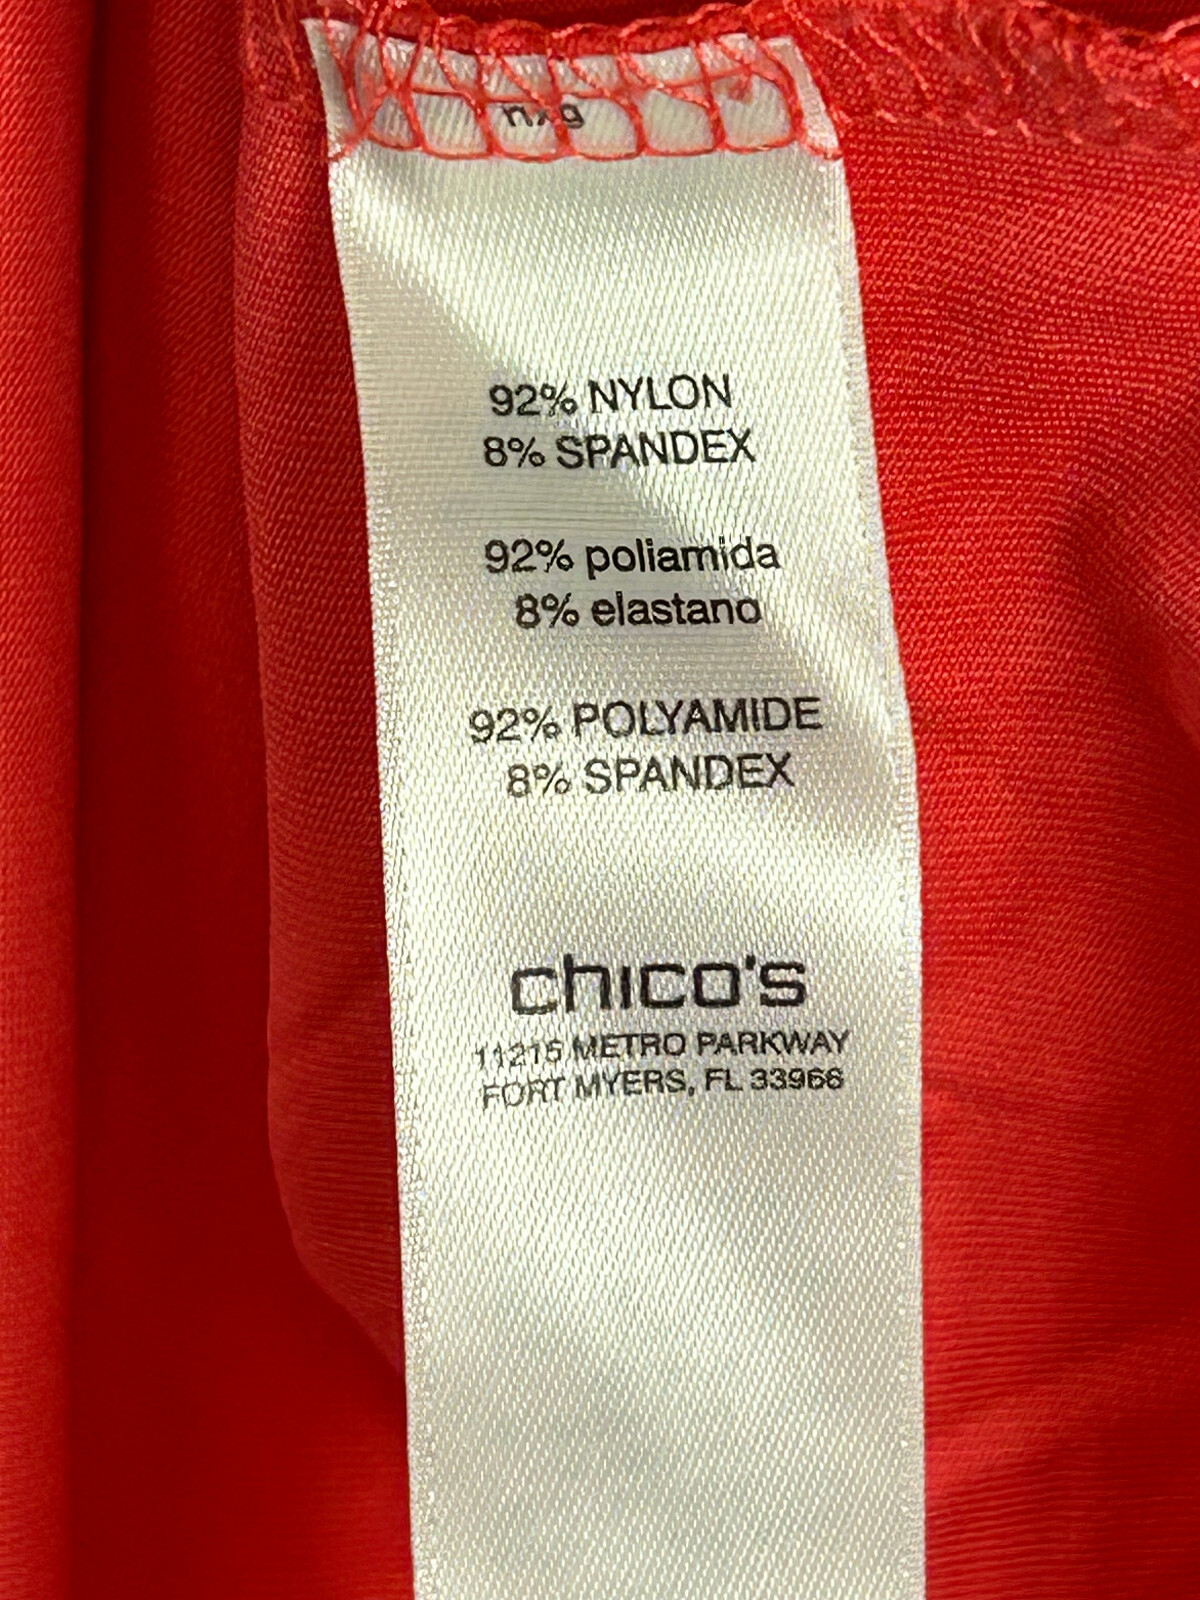 92% NYLON
8% SPANDEX
92% poliamida
8% elastano
92% POLYAMIDE
8% SPANDEX
chico's
11215 METRO PARKWAY
FORT MYERS, FL 33966